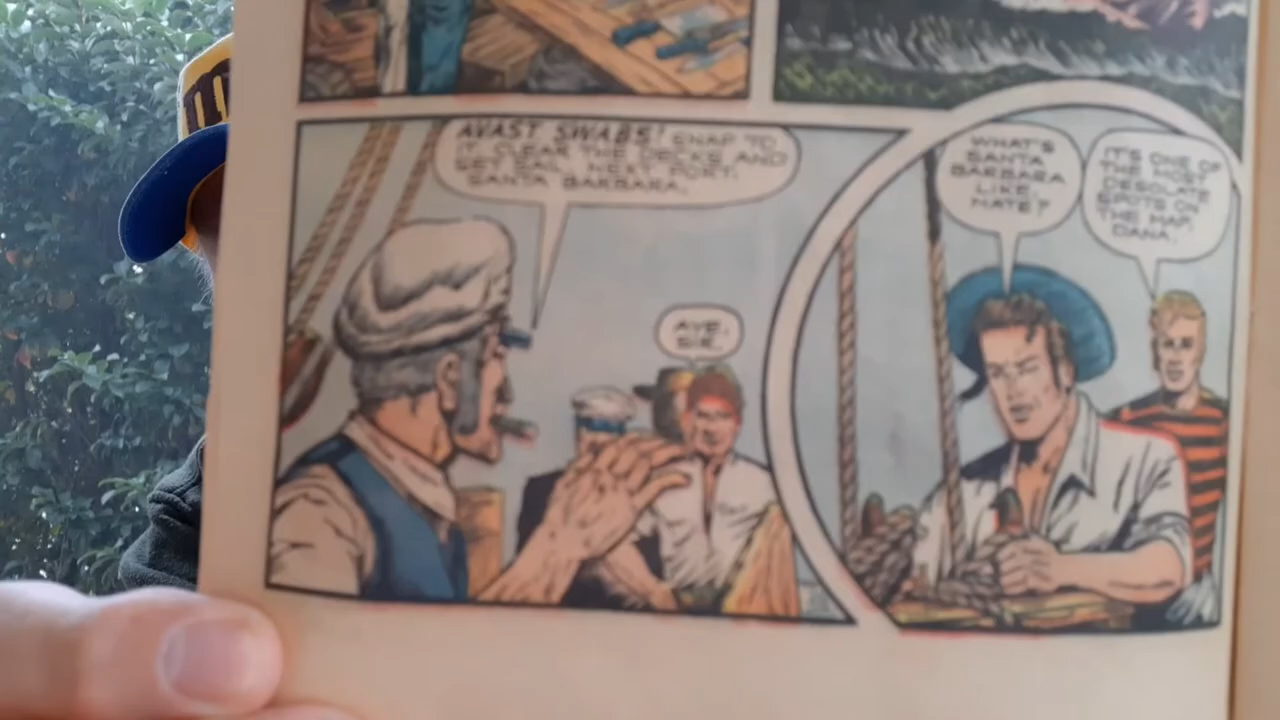 AVAST SWABS! SNAP TO
IT. CLEAR THE DECKS AND
SET SAIL. NEXT PORT:
SANTA BARBARA.
AYE,
SIR.
WHAT'S
SANTA
BARBARA
LIKE,
NATE?
IT'S ONE OF
THE MOST
DESOLATE
SPOTS ON
THE MAP,
DANA.